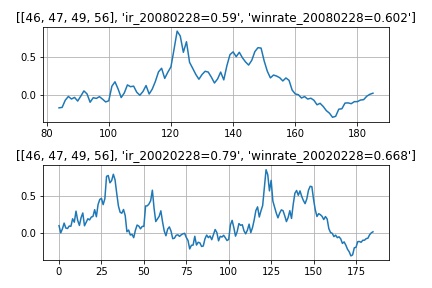 [[46, 47, 49, 56], 'ir_20080228=0.59', 'winrate_20080228=0.602']
0.5
0.0
80 100 120 140 160 180
[[46, 47, 49, 56], 'ir_20020228=0.79', 'winrate_20020228=0.668']
0.5
0.0
0 25 50 75 100 125 150 175